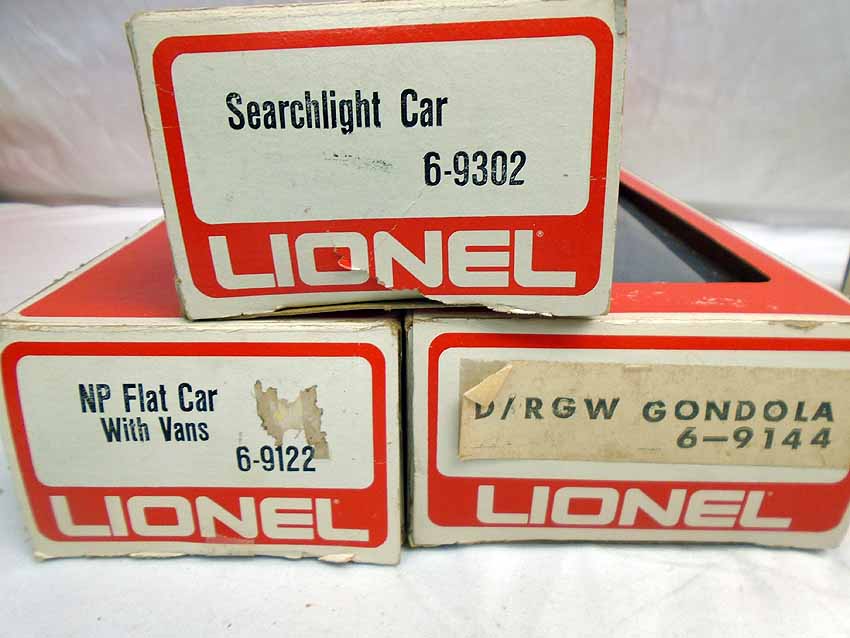 Searchlight Car
6-9302
LIONEL®
NP Flat Car
With Vans
6-9122
LIONEL®
D/RGW GONDOLA
6-9144
LIONEL®